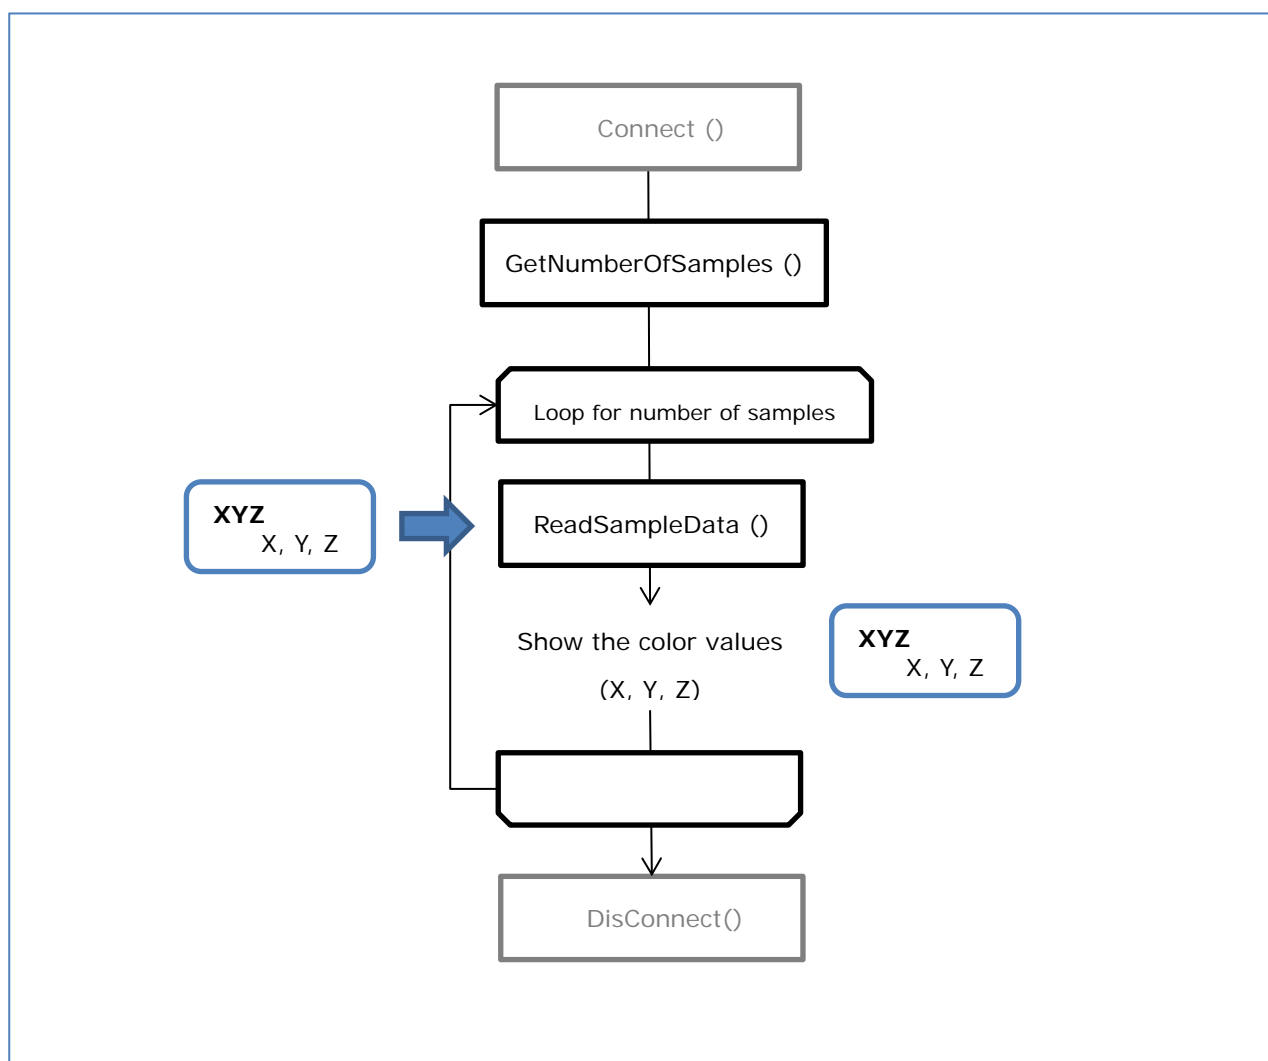 Connect ()
GetNumberOfSamples ()
Loop for number of samples
XYZ
X, Y, Z
ReadSampleData ()
Show the color values
(X, Y, Z)
XYZ
X, Y, Z
DisConnect()